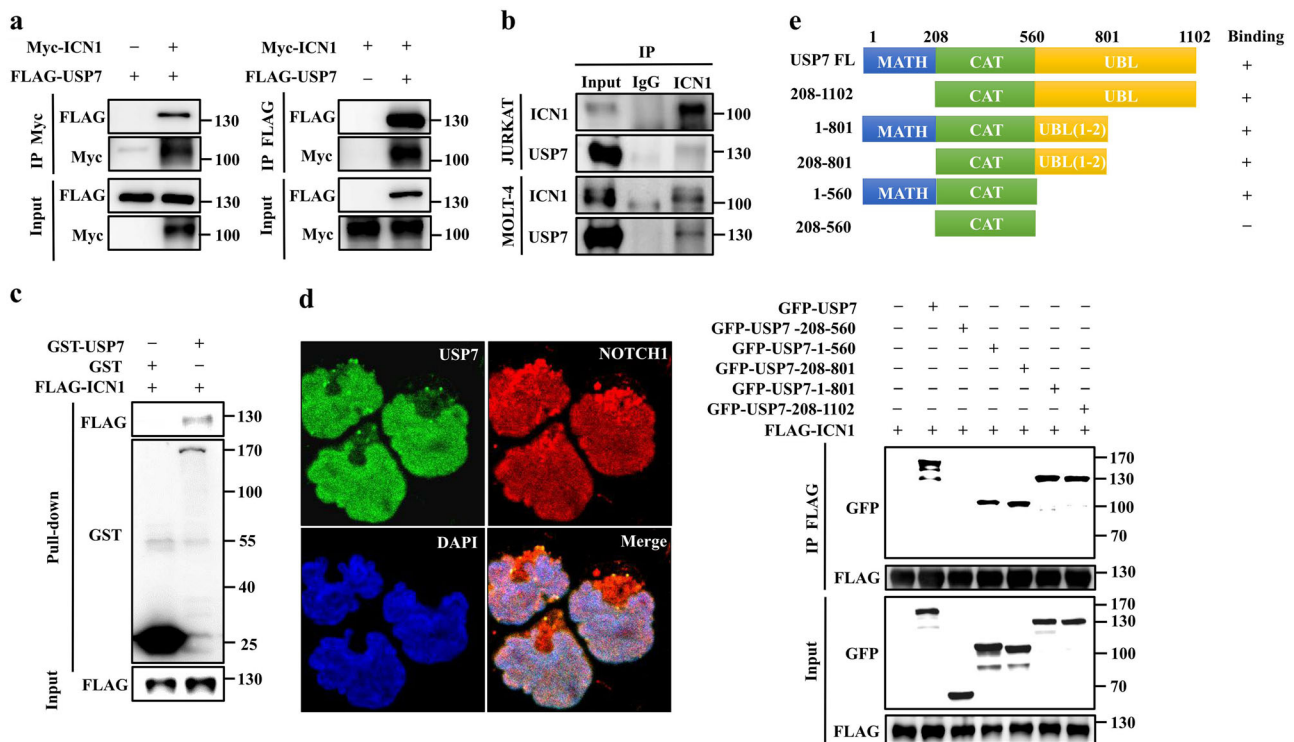 a
Myc-ICN1 – +
FLAG-USP7 + +
IP Myc
FLAG 130
Myc 100
Input
FLAG 130
Myc 100
Myc-ICN1 + +
FLAG-USP7 – +
IP FLAG
FLAG 130
Myc 100
Input
FLAG 130
Myc 100
b
IP
Input IgG ICN1
JURKAT
ICN1 100
USP7 130
MOLT-4
ICN1 100
USP7 130
c
GST-USP7 – +
GST + –
FLAG-ICN1 + +
Pull-down
FLAG 130
GST
170
100
55
40
25
Input
FLAG 130
d
USP7
NOTCH1
DAPI
Merge
e
1 208 560 801 1102 Binding
USP7 FL MATH CAT UBL +
208-1102 CAT UBL +
1-801 MATH CAT UBL(1-2) +
208-801 CAT UBL(1-2) +
1-560 MATH CAT +
208-560 CAT –
GFP-USP7 – + – – – – –
GFP-USP7 -208-560 – – + – – – –
GFP-USP7-1-560 – – – + – – –
GFP-USP7-208-801 – – – – + – –
GFP-USP7-1-801 – – – – – + –
GFP-USP7-208-1102 – – – – – – +
FLAG-ICN1 + + + + + + +
IP FLAG
GFP
170
130
100
70
FLAG 130
Input
GFP
170
130
100
70
FLAG 130